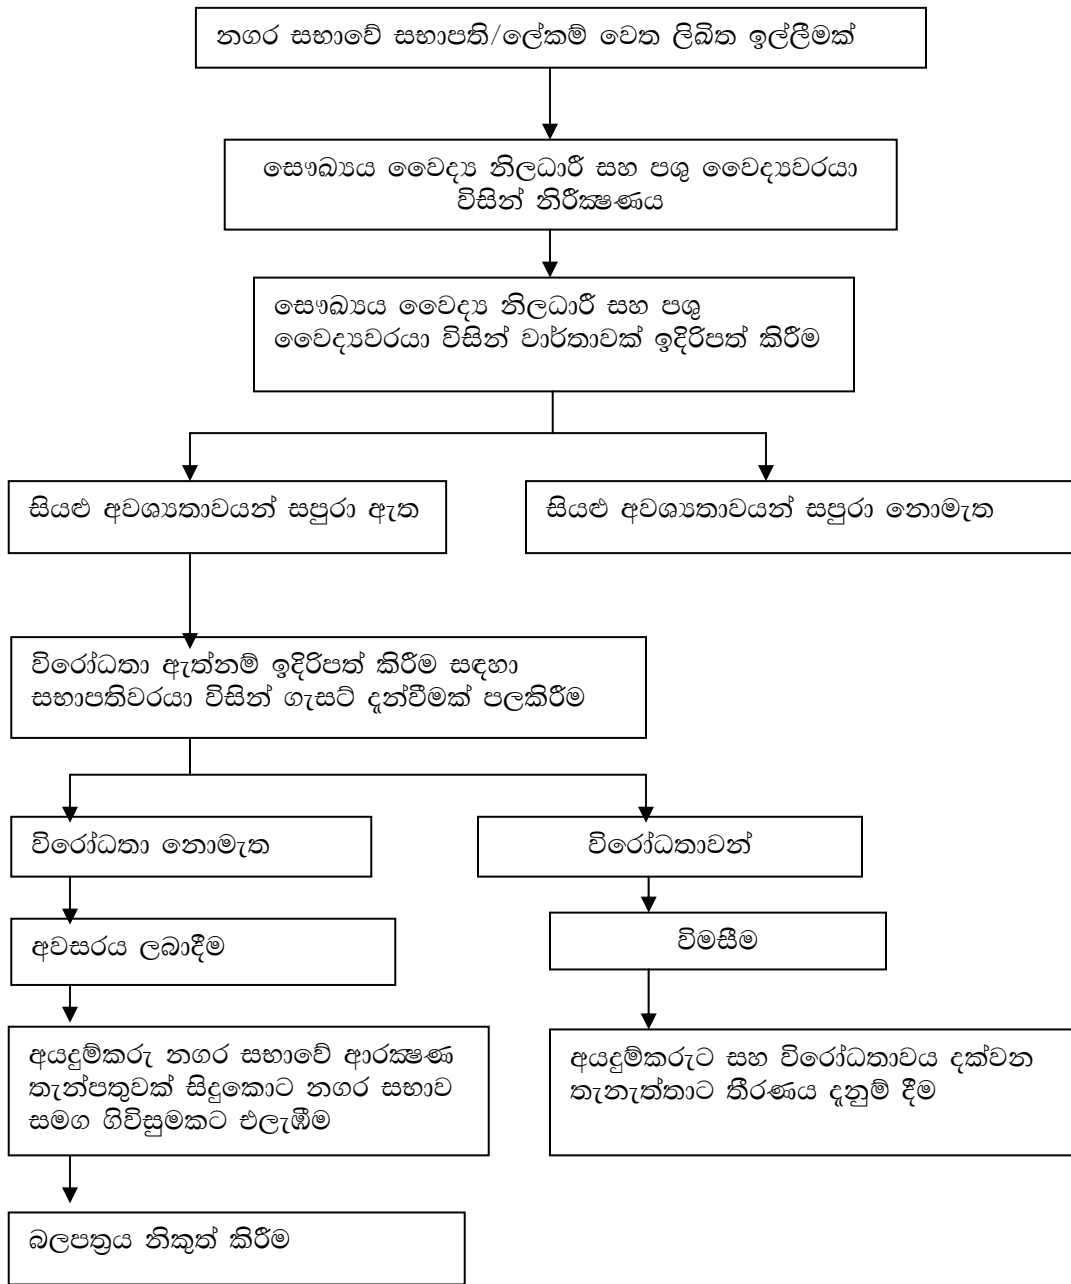 නගර සභාවේ සභාපති/ලේකම් වෙත ලිඛිත ඉල්ලීමක්
සෞඛ්‍යය වෛද්‍ය නිලධාරී සහ පශු වෛද්‍යවරයා
විසින් නිරීක්‍ෂණය
සෞඛ්‍යය වෛද්‍ය නිලධාරී සහ පශු
වෛද්‍යවරයා විසින් වාර්තාවක් ඉදිරිපත් කිරීම
සියළු අවශ්‍යතාවයන් සපුරා ඇත
සියළු අවශ්‍යතාවයන් සපුරා නොමැත
විරෝධතා ඇත්නම් ඉදිරිපත් කිරීම සඳහා
සභාපතිවරයා විසින් ගැසට් දැන්වීමක් පලකිරීම
විරෝධතා නොමැත
විරෝධතාවන්
අවසරය ලබාදීම
විමසීම
අයදුම්කරු නගර සභාවේ ආරක්‍ෂණ
තැන්පතුවක් සිදුකොට නගර සභාව
සමග ගිවිසුමකට එලැඹීම
අයදුම්කරුට සහ විරෝධතාවය දක්වන
තැනැත්තාට තීරණය දැනුම් දීම
බලපත්‍රය නිකුත් කිරීම